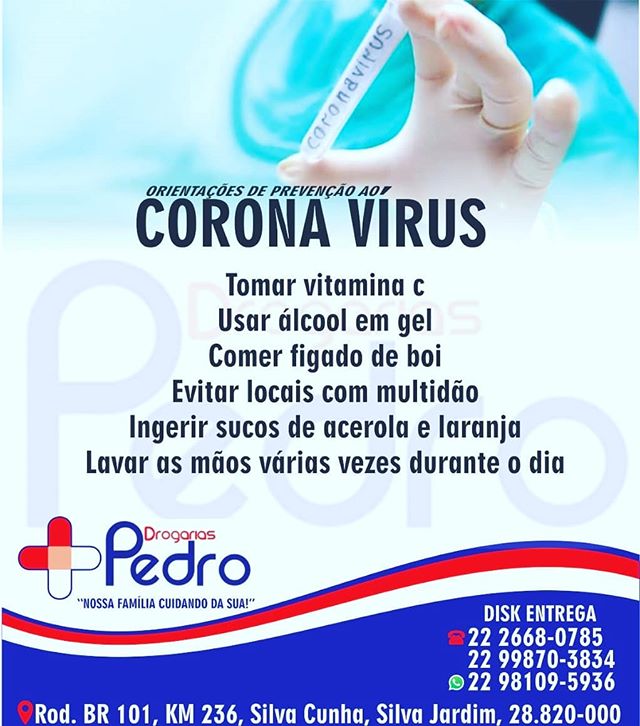 coronavirus
ORIENTAÇÕES DE PREVENÇÃO AO
CORONA VÍRUS
Tomar vitamina c
Usar álcool em gel
Comer figado de boi
Evitar locais com multidão
Ingerir sucos de acerola e laranja
Lavar as mãos várias vezes durante o dia
Drogarias
Pedro
Drogarias
Pedro
"NOSSA FAMÍLIA CUIDANDO DA SUA!"
DISK ENTREGA
22 2668-0785
22 99870-3834
22 98109-5936
Rod. BR 101, KM 236, Silva Cunha, Silva Jardim, 28.820-000